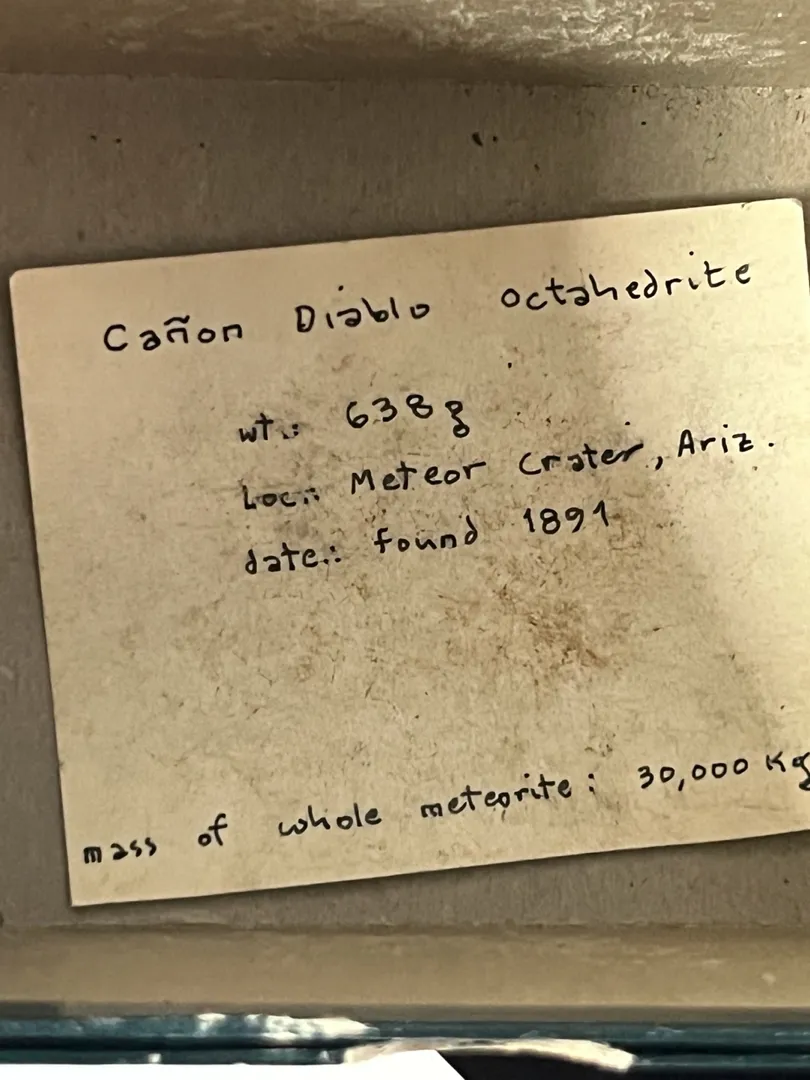 Cañon Diablo Octahedrite
wt.: 638 g
Loc.: Meteor Crater, Ariz.
date.: found 1891
mass of whole meteorite: 30,000 Kg